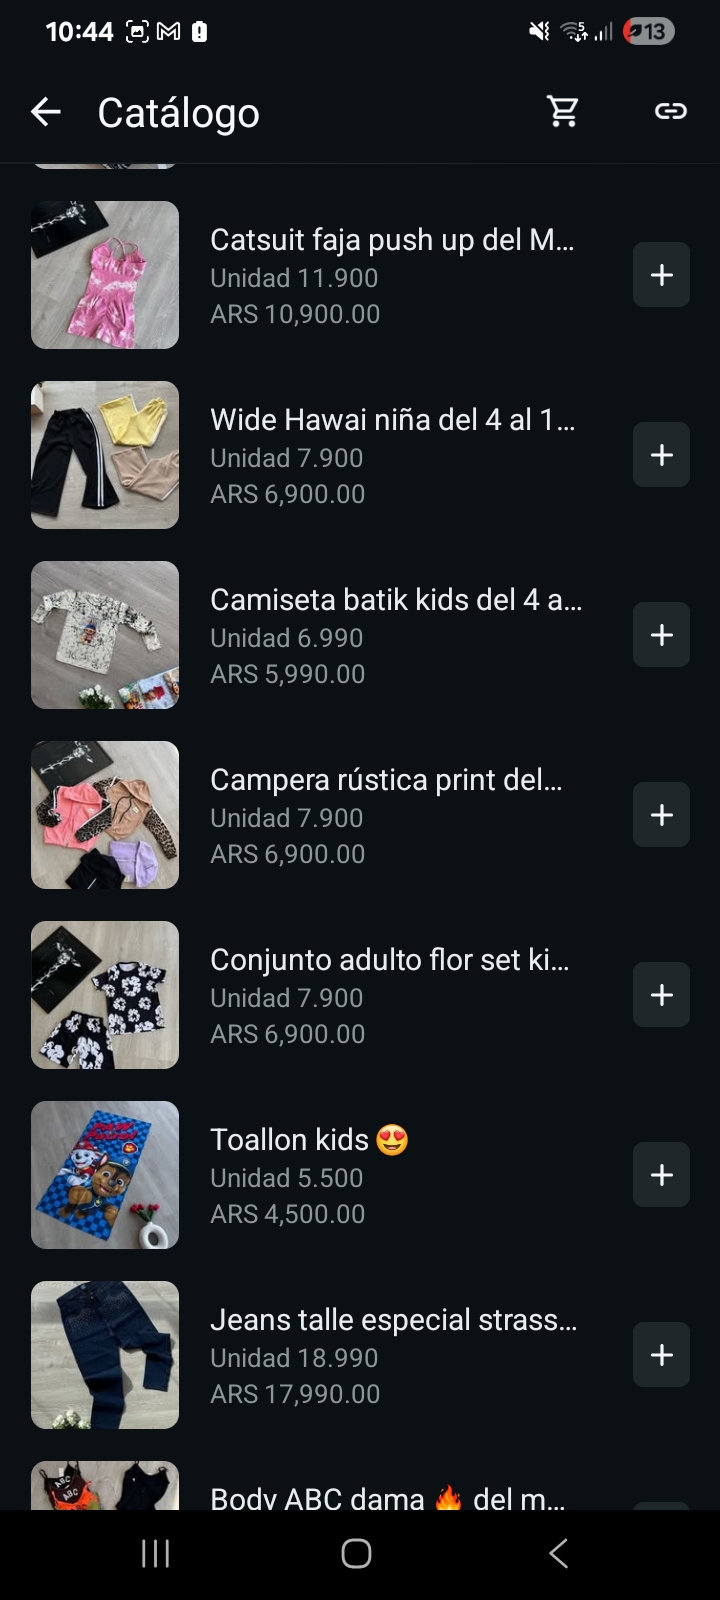 10:44
13
Catálogo
Catsuit faja push up del M...
Unidad 11.900
ARS 10,900.00
Wide Hawai niña del 4 al 1...
Unidad 7.900
ARS 6,900.00
Camiseta batik kids del 4 a...
Unidad 6.990
ARS 5,990.00
Campera rústica print del...
Unidad 7.900
ARS 6,900.00
Conjunto adulto flor set ki...
Unidad 7.900
ARS 6,900.00
Toallon kids 😍
Unidad 5.500
ARS 4,500.00
Jeans talle especial strass...
Unidad 18.990
ARS 17,990.00
ABC
ABC
Body ABC dama 🔥 del m...